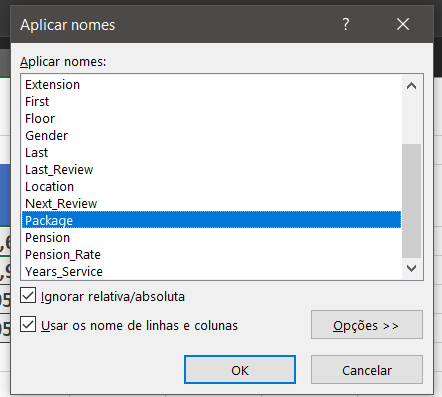 Aplicar nomes
?
Aplicar nomes:
Extension
First
Floor
Gender
Last
Last_Review
Location
Next_Review
Package
Pension
Pension_Rate
Years_Service
Ignorar relativa/absoluta
Usar os nome de linhas e colunas
Opções >>
OK
Cancelar